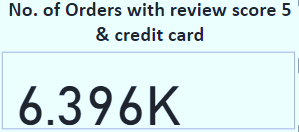 No. of Orders with review score 5
& credit card
6.396K